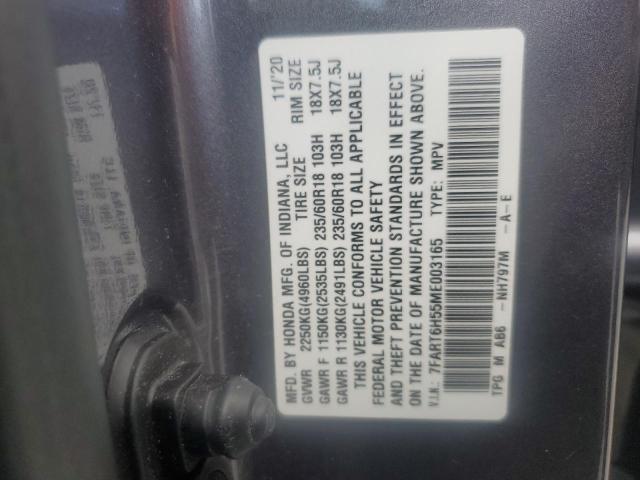 MFD. BY HONDA MFG. OF INDIANA, LLC 11/'20
GVWR 2250KG(4960LBS) TIRE SIZE RIM SIZE
GAWR F 1150KG(2535LBS) 235/60R18 103H 18X7.5J
GAWR R 1130KG(2491LBS) 235/60R18 103H 18X7.5J
THIS VEHICLE CONFORMS TO ALL APPLICABLE
FEDERAL MOTOR VEHICLE SAFETY
AND THEFT PREVENTION STANDARDS IN EFFECT
ON THE DATE OF MANUFACTURE SHOWN ABOVE.
V.I.N.: 7FART6H55ME003165 TYPE: MPV
TPG M AB6 -NH797M -A-E